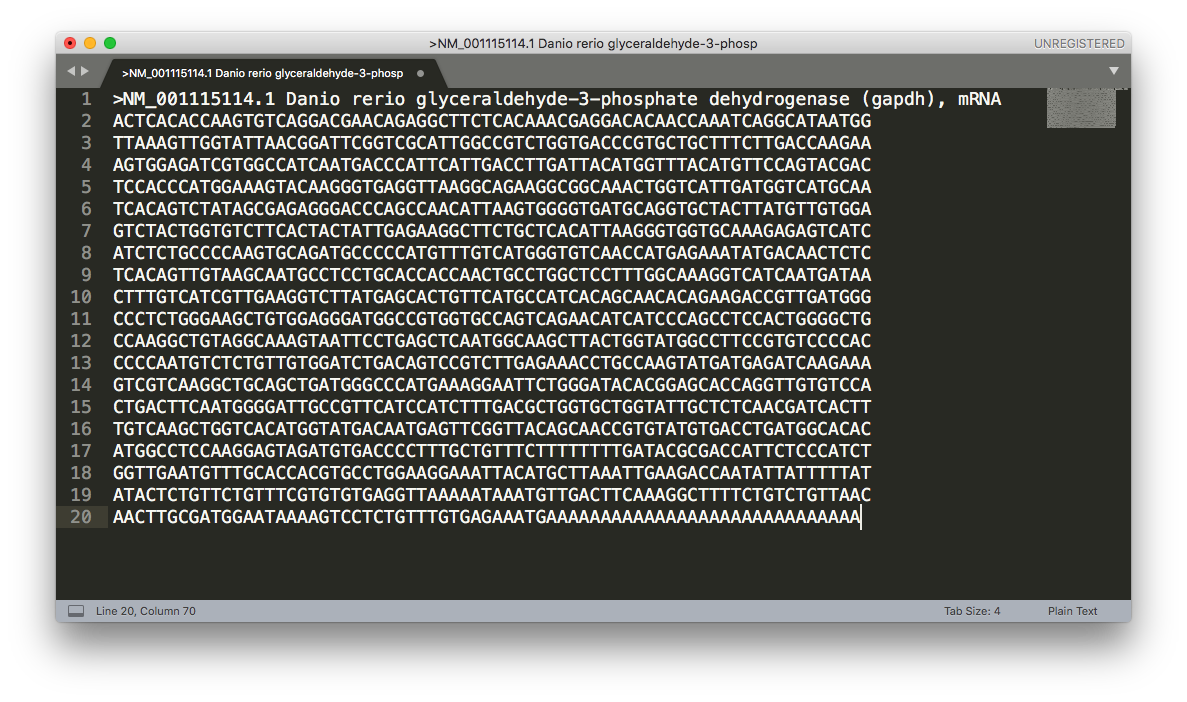 >NM_001115114.1 Danio rerio glyceraldehyde-3-phosp
UNREGISTERED
>NM_001115114.1 Danio rerio glyceraldehyde-3-phosp
1 >NM_001115114.1 Danio rerio glyceraldehyde-3-phosphate dehydrogenase (gapdh), mRNA
2 ACTCACACCAAGTGTCAGGACGAACAGAGGCTTCTCACAAACGAGGACACAACCAAATCAGGCATAATGG
3 TTAAAGTTGGTATTAACGGATTCGGTCGCATTGGCCGTCTGGTGACCCGTGCTGCTTTCTTGACCAAGAA
4 AGTGGAGATCGTGGCCATCAATGACCCATTCATTGACCTTGATTACATGGTTTACATGTTCCAGTACGAC
5 TCCACCCATGGAAAGTACAAGGGTGAGGTTAAGGCAGAAGGCGGCAAACTGGTCATTGATGGTCATGCAA
6 TCACAGTCTATAGCGAGAGGGACCCAGCCAACATTAAGTGGGGTGATGCAGGTGCTACTTATGTTGTGGA
7 GTCTACTGGTGTCTTCACTACTATTGAGAAGGCTTCTGCTCACATTAAGGGTGGTGCAAAGAGAGTCATC
8 ATCTCTGCCCCAAGTGCAGATGCCCCCATGTTTGTCATGGGTGTCAACCATGAGAAATATGACAACTCTC
9 TCACAGTTGTAAGCAATGCCTCCTGCACCACCAACTGCCTGGCTCCTTTGGCAAAGGTCATCAATGATAA
10 CTTTGTCATCGTTGAAGGTCTTATGAGCACTGTTCATGCCATCACAGCAACACAGAAGACCGTTGATGGG
11 CCCTCTGGGAAGCTGTGGAGGGATGGCCGTGGTGCCAGTCAGAACATCATCCCAGCCTCCACTGGGGCTG
12 CCAAGGCTGTAGGCAAAGTAATTCCTGAGCTCAATGGCAAGCTTACTGGTATGGCCTTCCGTGTCCCCAC
13 CCCCAATGTCTCTGTTGTGGATCTGACAGTCCGTCTTGAGAAACCTGCCAAGTATGATGAGATCAAGAAA
14 GTCGTCAAGGCTGCAGCTGATGGGCCCATGAAAGGAATTCTGGGATACACGGAGCACCAGGTTGTGTCCA
15 CTGACTTCAATGGGGATTGCCGTTCATCCATCTTTGACGCTGGTGCTGGTATTGCTCTCAACGATCACTT
16 TGTCAAGCTGGTCACATGGTATGACAATGAGTTCGGTTACAGCAACCGTGTATGTGACCTGATGGCACAC
17 ATGGCCTCCAAGGAGTAGATGTGACCCCTTTGCTGTTTCTTTTTTTTTGATACGCGACCATTCTCCCATCT
18 GGTTGAATGTTTGCACCACGTGCCTGGAAGGAAATTACATGCTTAAATTGAAGACCAATATTATTTTTAT
19 ATACTCTGTTCTGTTTCGTGTGTGAGGTTAAAAATAAATGTTGACTTCAAAGGCTTTTCTGTCTGTTAAC
20 AACTTGCGATGGAATAAAAGTCCTCTGTTTGTGAGAAATGAAAAAAAAAAAAAAAAAAAAAAAAAAAAA
Line 20, Column 70
Tab Size: 4
Plain Text